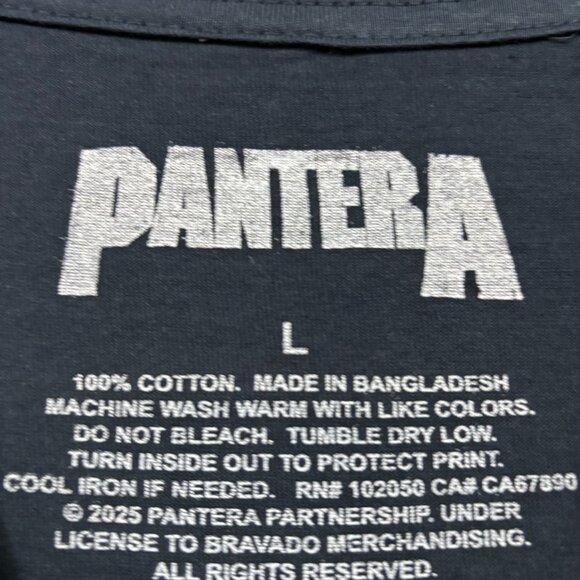 PANTERA
L
100% COTTON. MADE IN BANGLADESH
MACHINE WASH WARM WITH LIKE COLORS.
DO NOT BLEACH. TUMBLE DRY LOW.
TURN INSIDE OUT TO PROTECT PRINT.
COOL IRON IF NEEDED. RN# 102050 CA# CA67890
© 2025 PANTERA PARTNERSHIP. UNDER
LICENSE TO BRAVADO MERCHANDISING.
ALL RIGHTS RESERVED.